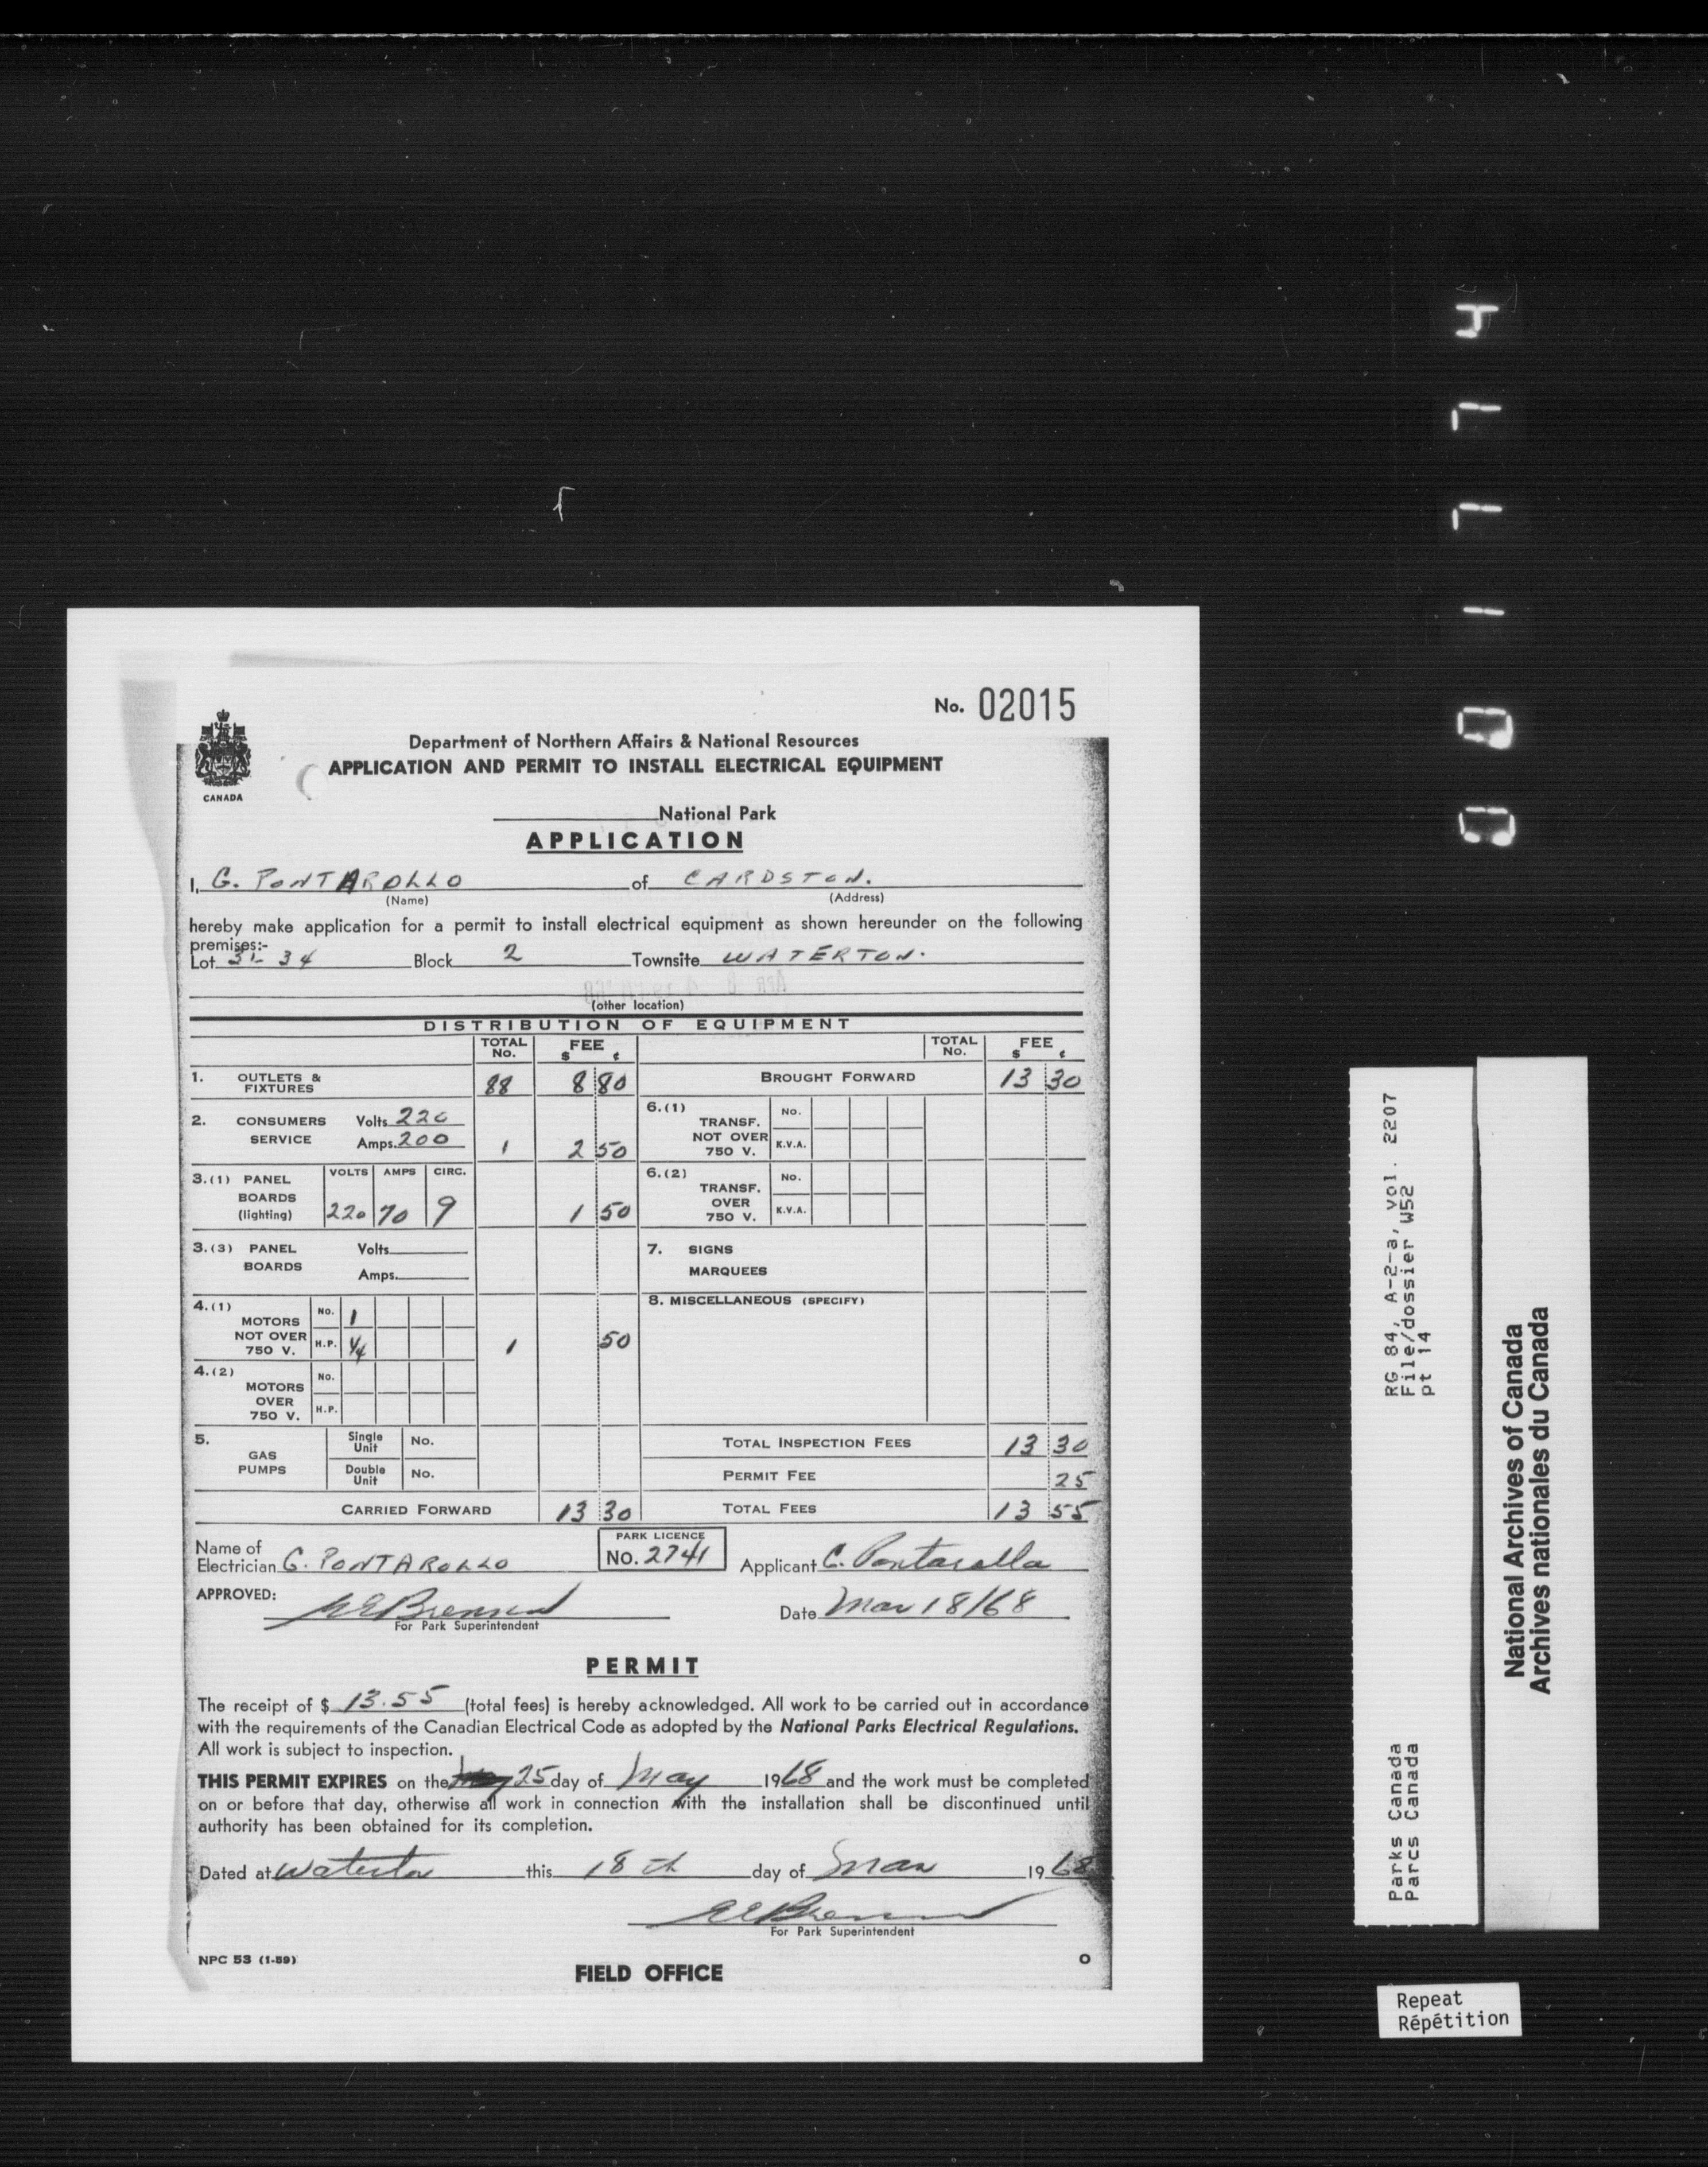 No. 02015
CANADA
Department of Northern Affairs & National Resources
APPLICATION AND PERMIT TO INSTALL ELECTRICAL EQUIPMENT
National Park
APPLICATION
I, G. PONTAROLLO of CARDSTON.
(Name) (Address)
hereby make application for a permit to install electrical equipment as shown hereunder on the following
premises:-
Lot 31-34 Block 2 Townsite WATERTON.
(other location)
DISTRIBUTION OF EQUIPMENT
TOTAL No. FEE $ ¢ TOTAL No. FEE $ ¢
1. OUTLETS & FIXTURES 88 8 80 BROUGHT FORWARD 13 30
2. CONSUMERS SERVICE Volts 220 Amps. 200 1 2 50 6.(1) TRANSF. NOT OVER 750 V. No. K.V.A.
3.(1) PANEL BOARDS (lighting) VOLTS AMPS CIRC. 220 70 9 1 50 6.(2) TRANSF. OVER 750 V. No. K.V.A.
3.(3) PANEL BOARDS Volts Amps. 7. SIGNS MARQUEES
4.(1) MOTORS NOT OVER 750 V. No. 1 H.P. 1/4 1 50 8. MISCELLANEOUS (SPECIFY)
4.(2) MOTORS OVER 750 V. No. H.P.
5. GAS PUMPS Single Unit No. TOTAL INSPECTION FEES 13 30
Double Unit No. PERMIT FEE 25
CARRIED FORWARD 13 30 TOTAL FEES 13 55
Name of
Electrician G. PONTAROLLO PARK LICENCE No. 2741 Applicant G. Pontarollo
APPROVED:
For Park Superintendent
Date Mar 18/68
PERMIT
The receipt of $ 13.55 (total fees) is hereby acknowledged. All work to be carried out in accordance
with the requirements of the Canadian Electrical Code as adopted by the National Parks Electrical Regulations.
All work is subject to inspection.
THIS PERMIT EXPIRES on the 25 day of May 1968 and the work must be completed
on or before that day, otherwise all work in connection with the installation shall be discontinued until
authority has been obtained for its completion.
Dated at Waterton this 18th day of Mar 1968
For Park Superintendent
NPC 53 (1-59)
FIELD OFFICE
O
RG 84, A-2-a, vol. 2207
File/dossier W52
pt 14
Parks Canada
Parcs Canada
National Archives of Canada
Archives nationales du Canada
Repeat
Répétition